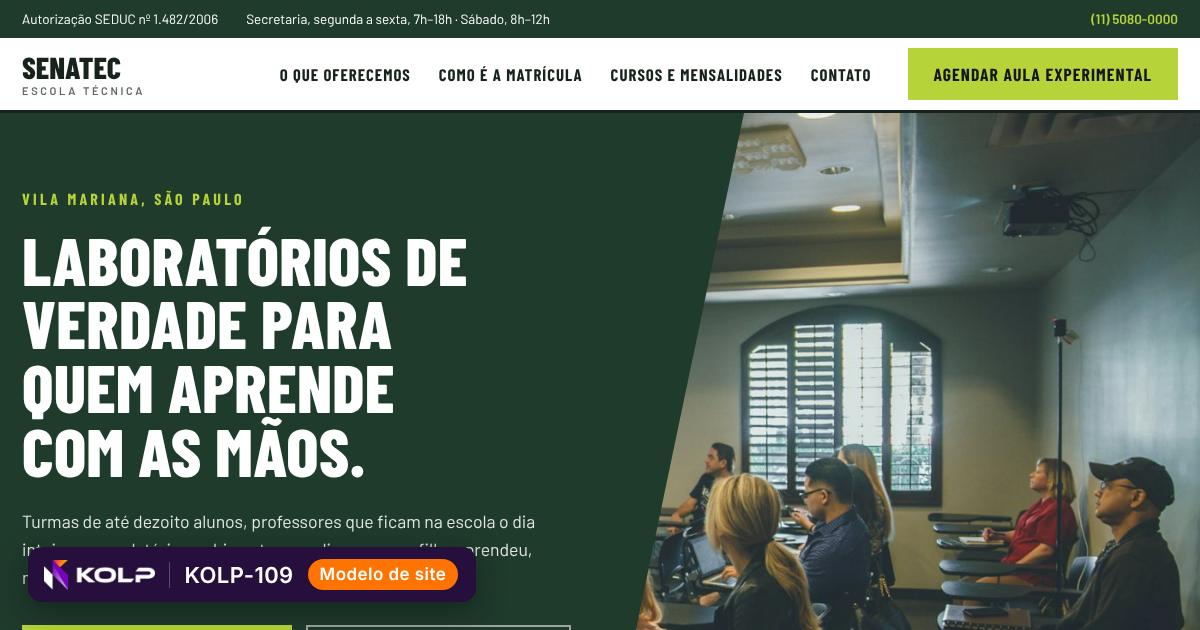 Autorização SEDUC nº 1.482/2006
Secretaria, segunda a sexta, 7h–18h · Sábado, 8h–12h
(11) 5080-0000
SENATEC
ESCOLA TÉCNICA
O QUE OFERECEMOS
COMO É A MATRÍCULA
CURSOS E MENSALIDADES
CONTATO
AGENDAR AULA EXPERIMENTAL
VILA MARIANA, SÃO PAULO
LABORATÓRIOS DE
VERDADE PARA
QUEM APRENDE
COM AS MÃOS.
Turmas de até dezoito alunos, professores que ficam na escola o dia
KOLP
KOLP-109
Modelo de site